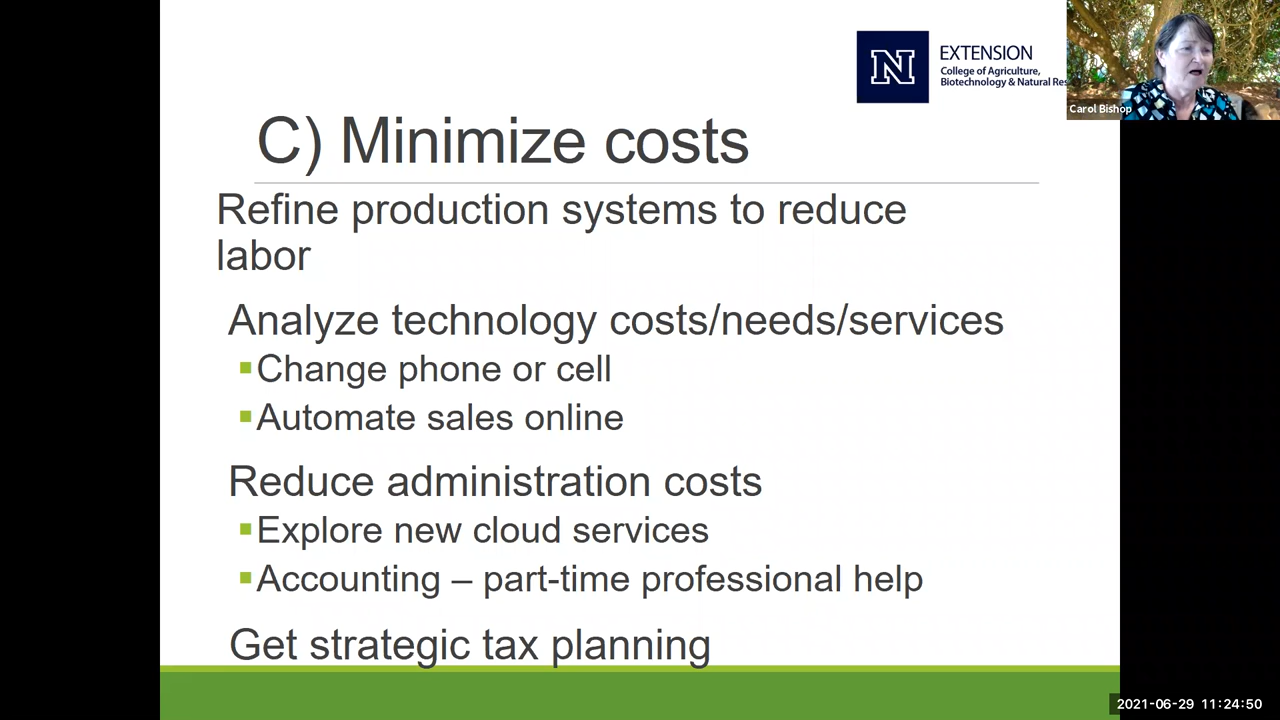 N
EXTENSION
College of Agriculture,
Biotechnology & Natural Res
Carol Bishop
C) Minimize costs
Refine production systems to reduce
labor
Analyze technology costs/needs/services
Change phone or cell
Automate sales online
Reduce administration costs
Explore new cloud services
Accounting – part-time professional help
Get strategic tax planning
2021-06-29 11:24:50